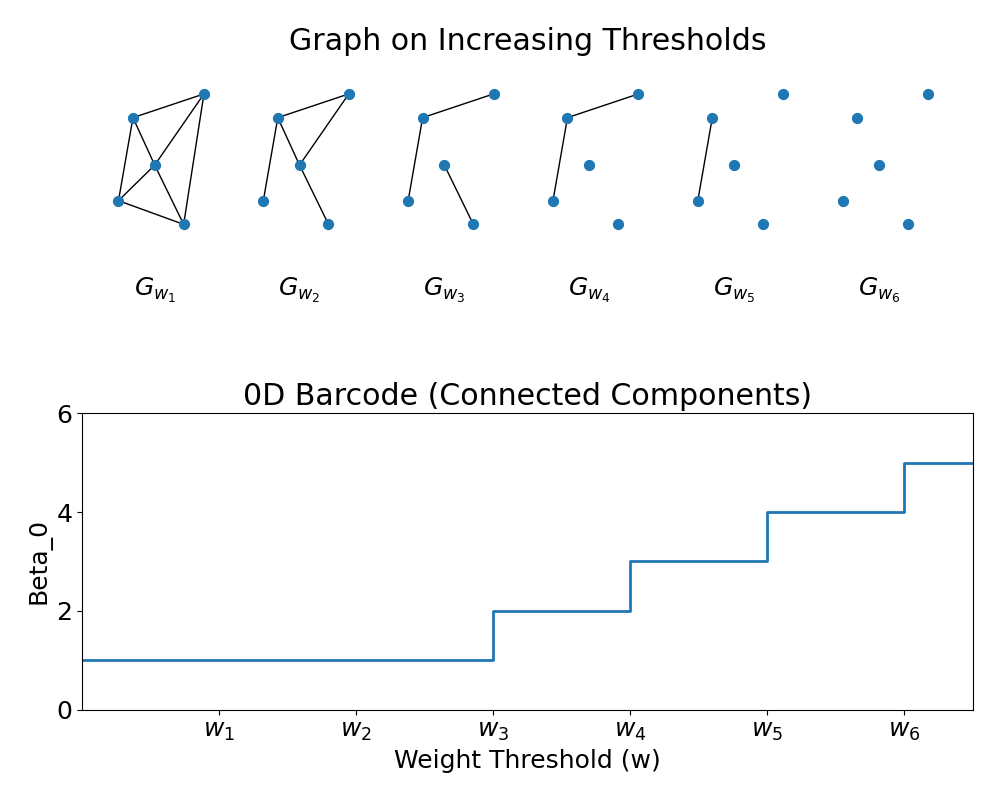 Graph on Increasing Thresholds
G_{w_1} G_{w_2} G_{w_3} G_{w_4} G_{w_5} G_{w_6}
0D Barcode (Connected Components)
6
4
2
0
Beta_0
w_1 w_2 w_3 w_4 w_5 w_6
Weight Threshold (w)